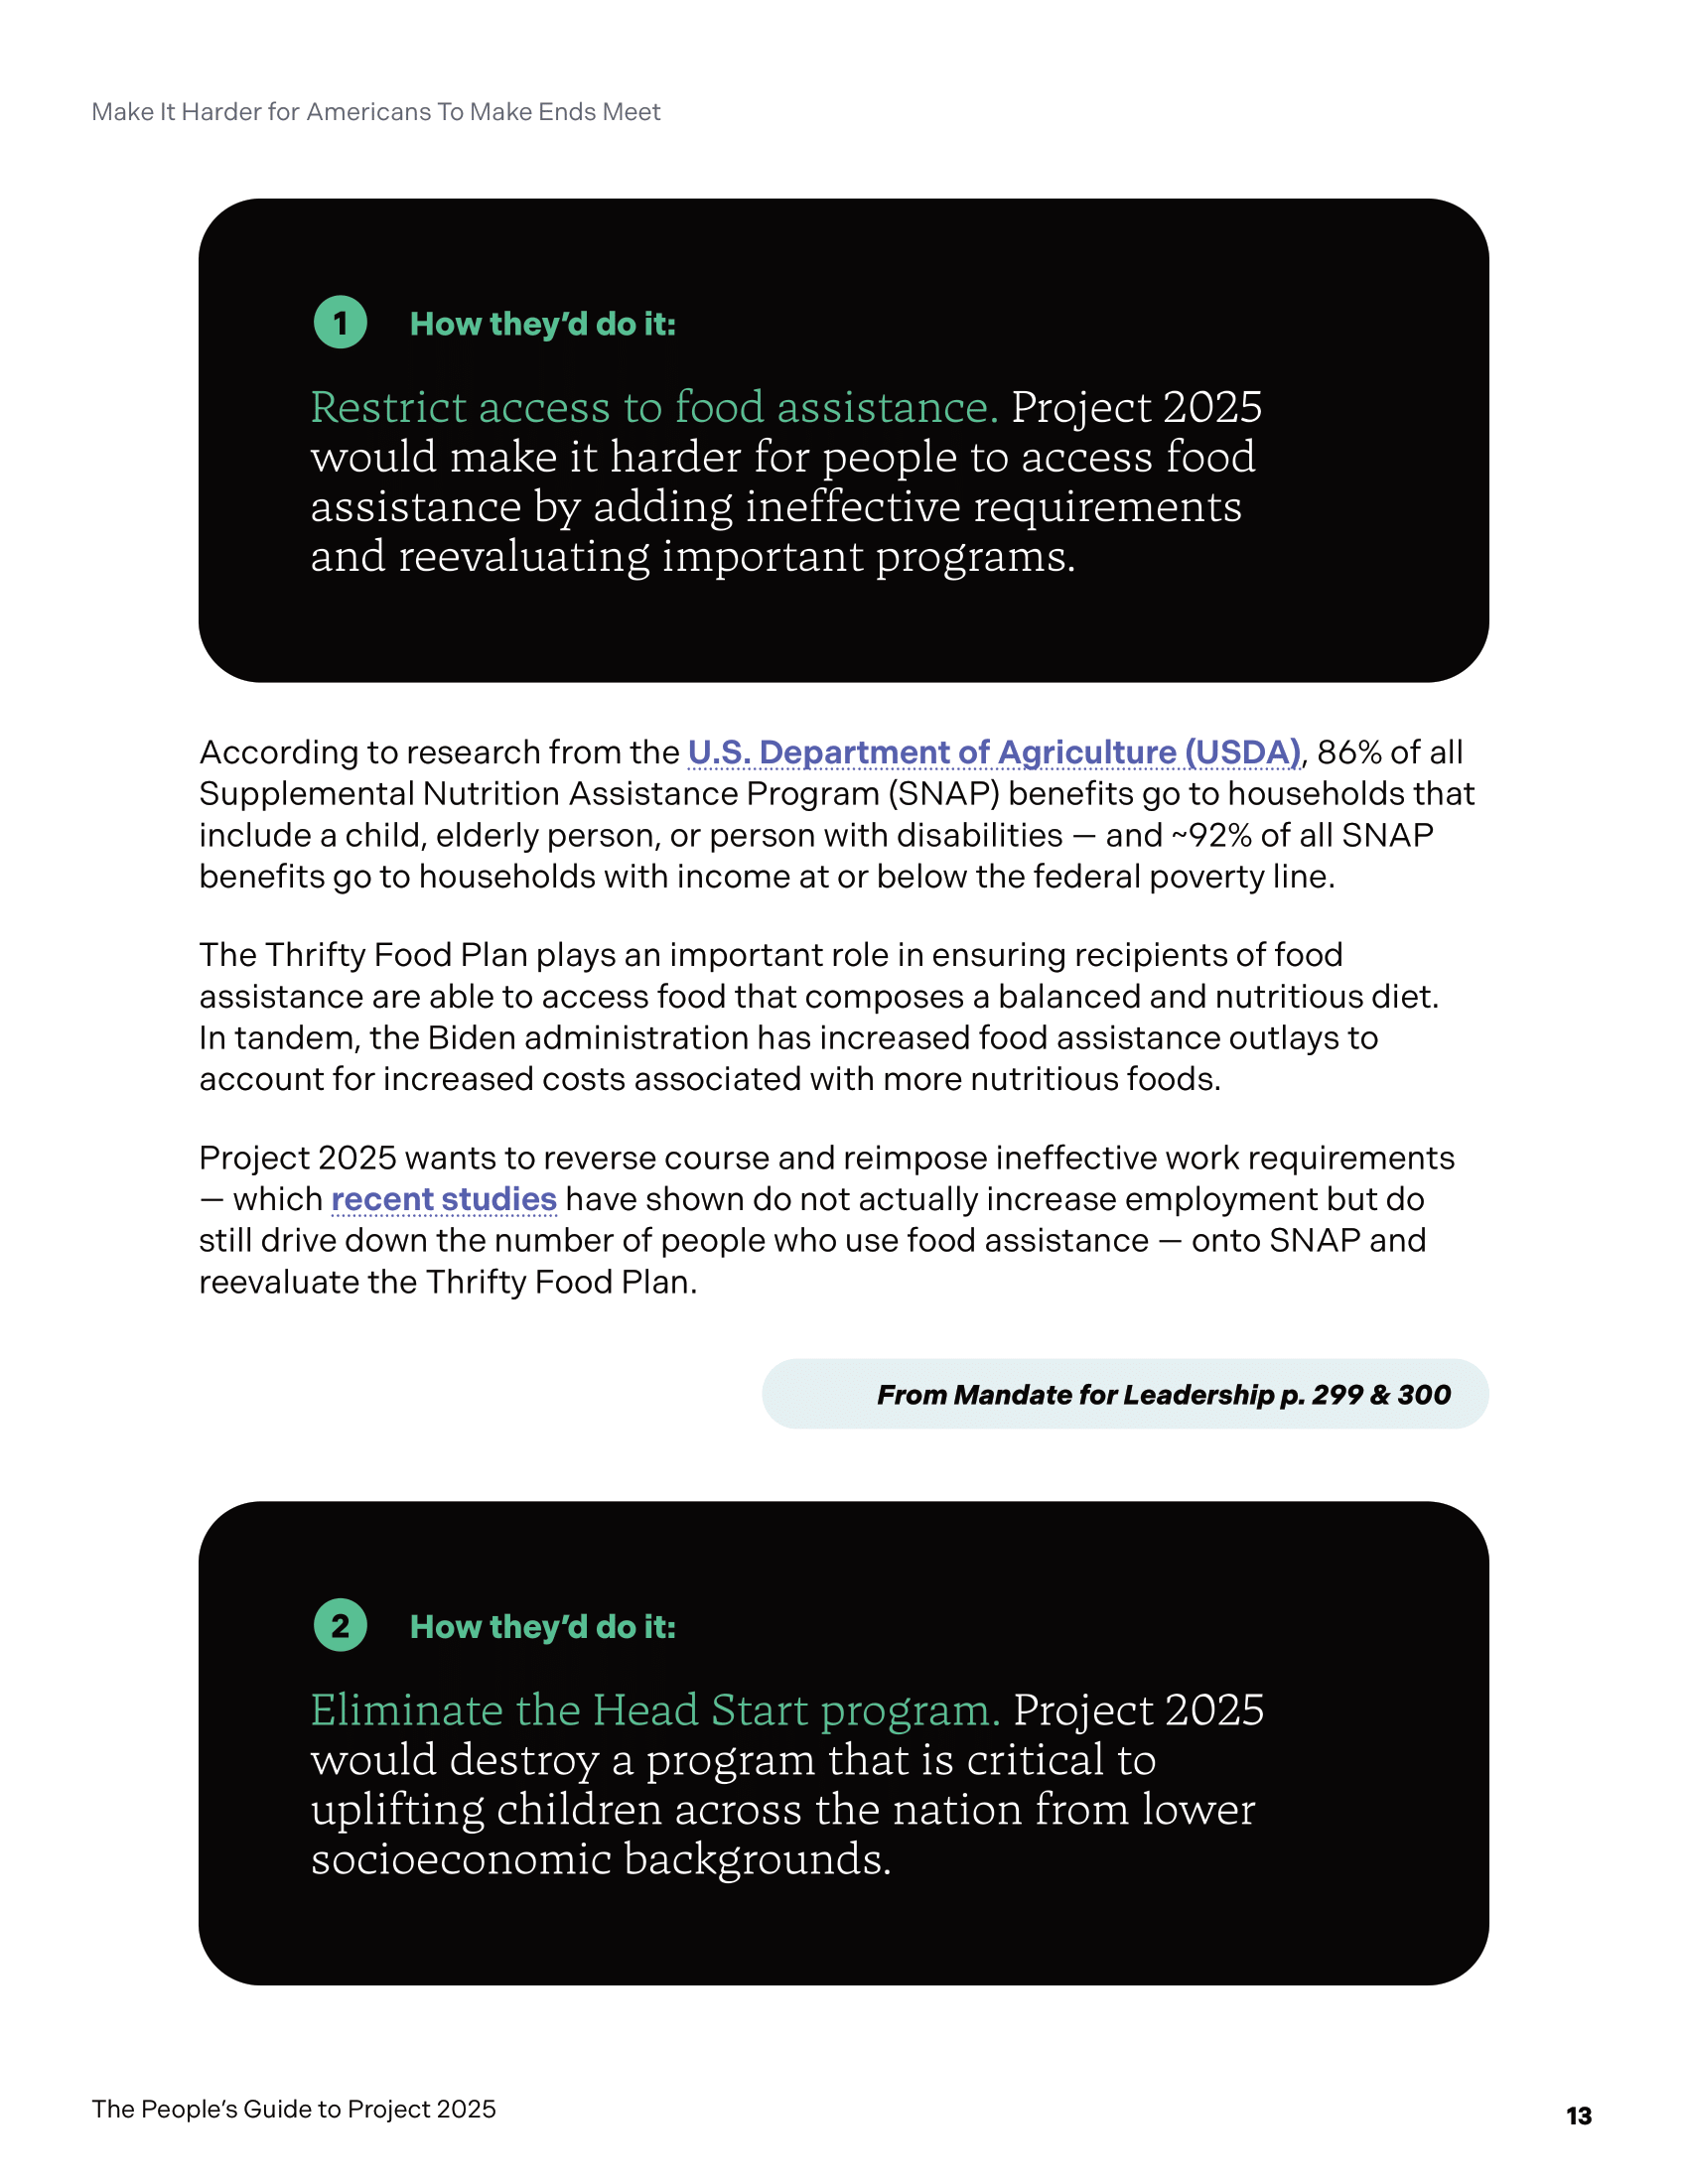 Make It Harder for Americans To Make Ends Meet
1 How they’d do it:
Restrict access to food assistance. Project 2025
would make it harder for people to access food
assistance by adding ineffective requirements
and reevaluating important programs.
According to research from the U.S. Department of Agriculture (USDA), 86% of all
Supplemental Nutrition Assistance Program (SNAP) benefits go to households that
include a child, elderly person, or person with disabilities — and ~92% of all SNAP
benefits go to households with income at or below the federal poverty line.
The Thrifty Food Plan plays an important role in ensuring recipients of food
assistance are able to access food that composes a balanced and nutritious diet.
In tandem, the Biden administration has increased food assistance outlays to
account for increased costs associated with more nutritious foods.
Project 2025 wants to reverse course and reimpose ineffective work requirements
— which recent studies have shown do not actually increase employment but do
still drive down the number of people who use food assistance — onto SNAP and
reevaluate the Thrifty Food Plan.
From Mandate for Leadership p. 299 & 300
2 How they’d do it:
Eliminate the Head Start program. Project 2025
would destroy a program that is critical to
uplifting children across the nation from lower
socioeconomic backgrounds.
The People’s Guide to Project 2025
13